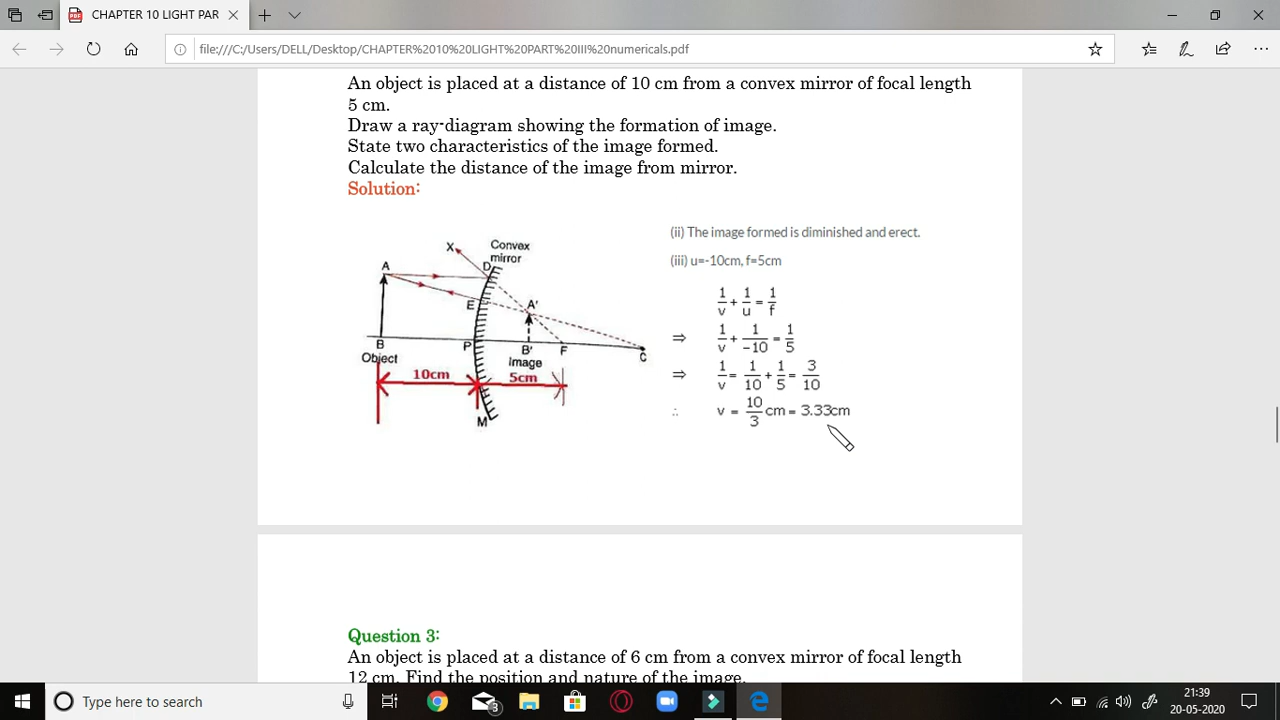 CHAPTER 10 LIGHT PAR
file:///C:/Users/DELL/Desktop/CHAPTER%2010%20LIGHT%20PART%20III%20numericals.pdf
An object is placed at a distance of 10 cm from a convex mirror of focal length
5 cm.
Draw a ray-diagram showing the formation of image.
State two characteristics of the image formed.
Calculate the distance of the image from mirror.
Solution:
X
Convex
mirror
A
D
E
A'
B
P
B'
F
C
Object
Image
10cm
5cm
M
(ii) The image formed is diminished and erect.
(iii) u=-10cm, f=5cm
1/v + 1/u = 1/f
⇒ 1/v + 1/-10 = 1/5
⇒ 1/v = 1/10 + 1/5 = 3/10
∴ v = 10/3 cm = 3.33cm
Question 3:
An object is placed at a distance of 6 cm from a convex mirror of focal length
12 cm. Find the position and nature of the image.
Type here to search
3
21:39
20-05-2020